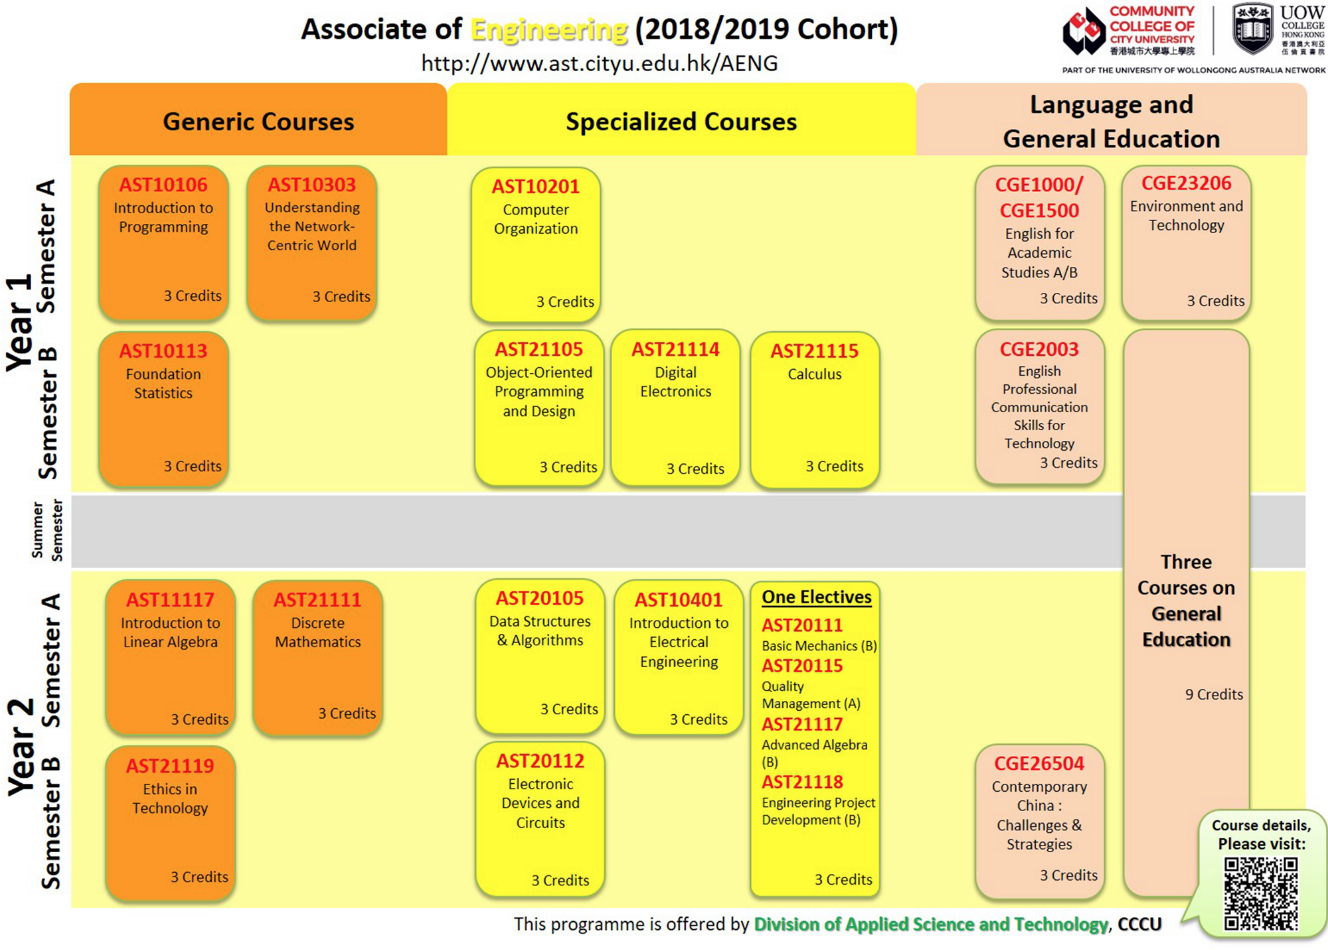 Associate of Engineering (2018/2019 Cohort)
http://www.ast.cityu.edu.hk/AENG
COMMUNITY
COLLEGE OF
CITY UNIVERSITY
香港城市大學專上學院
UOW
COLLEGE
HONG KONG
香港澳大利亞
伍倫貢書院
PART OF THE UNIVERSITY OF WOLLONGONG AUSTRALIA NETWORK
Generic Courses
Specialized Courses
Language and
General Education
Year 1
Semester A
AST10106
Introduction to
Programming
3 Credits
AST10303
Understanding
the Network-
Centric World
3 Credits
AST10201
Computer
Organization
3 Credits
CGE1000/
CGE1500
English for
Academic
Studies A/B
3 Credits
CGE23206
Environment and
Technology
3 Credits
Semester B
AST10113
Foundation
Statistics
3 Credits
AST21105
Object-Oriented
Programming
and Design
3 Credits
AST21114
Digital
Electronics
3 Credits
AST21115
Calculus
3 Credits
CGE2003
English
Professional
Communication
Skills for
Technology
3 Credits
Summer
Semester
Three
Courses on
General
Education
9 Credits
Year 2
Semester A
AST11117
Introduction to
Linear Algebra
3 Credits
AST21111
Discrete
Mathematics
3 Credits
AST20105
Data Structures
& Algorithms
3 Credits
AST10401
Introduction to
Electrical
Engineering
3 Credits
One Electives
AST20111
Basic Mechanics (B)
AST20115
Quality
Management (A)
AST21117
Advanced Algebra
(B)
AST21118
Engineering Project
Development (B)
3 Credits
Semester B
AST21119
Ethics in
Technology
3 Credits
AST20112
Electronic
Devices and
Circuits
3 Credits
CGE26504
Contemporary
China :
Challenges &
Strategies
3 Credits
Course details,
Please visit:
This programme is offered by Division of Applied Science and Technology, CCCU